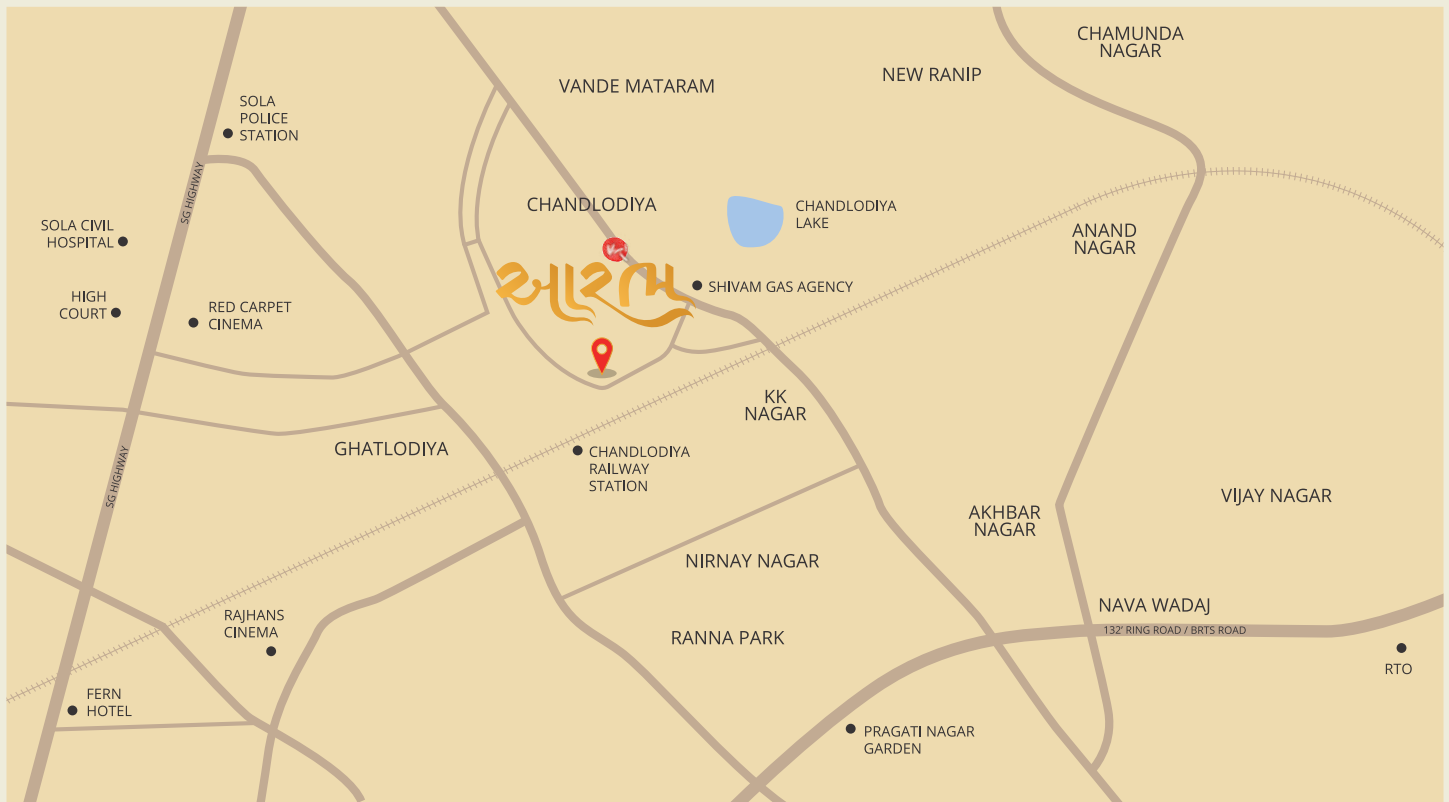 CHAMUNDA
NAGAR
NEW RANIP
VANDE MATARAM
SOLA
POLICE
STATION
SG HIGHWAY
CHANDLODIYA
CHANDLODIYA
LAKE
SOLA CIVIL
HOSPITAL
ANAND
NAGAR
આરંભ
SHIVAM GAS AGENCY
HIGH
COURT
RED CARPET
CINEMA
KK
NAGAR
GHATLODIYA
CHANDLODIYA
RAILWAY
STATION
SG HIGHWAY
VIJAY NAGAR
AKHBAR
NAGAR
NIRNAY NAGAR
NAVA WADAJ
132' RING ROAD / BRTS ROAD
RAJHANS
CINEMA
RANNA PARK
RTO
FERN
HOTEL
PRAGATI NAGAR
GARDEN